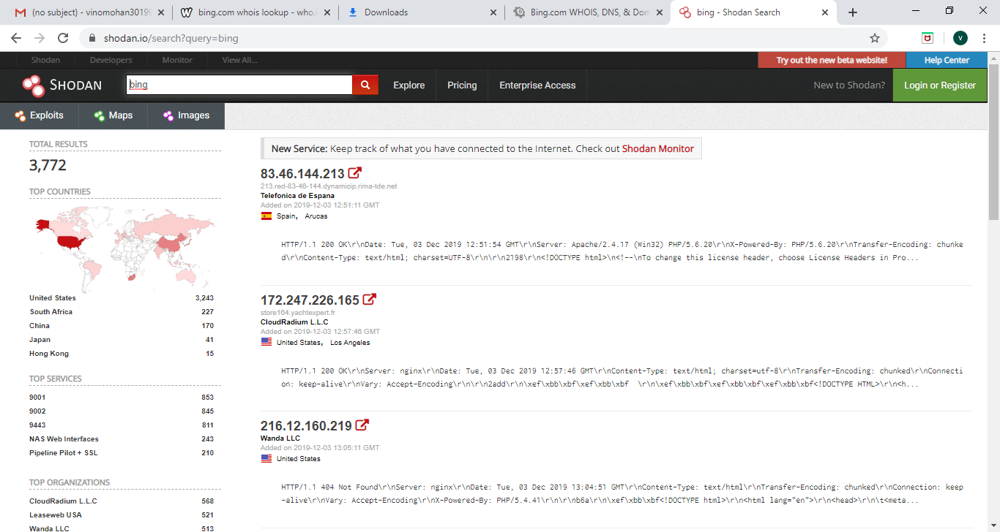 (no subject) - vinomohan30199
bing.com whois lookup - who.i
Downloads
Bing.com WHOIS, DNS, & Don
bing - Shodan Search
shodan.io/search?query=bing
V
Shodan Developers Monitor View All...
Try out the new beta website! Help Center
SHODAN
bing
Explore Pricing Enterprise Access
New to Shodan? Login or Register
Exploits Maps Images
TOTAL RESULTS
3,772
TOP COUNTRIES
United States 3,243
South Africa 227
China 170
Japan 41
Hong Kong 15
TOP SERVICES
9001 853
9002 845
9443 811
NAS Web Interfaces 243
Pipeline Pilot + SSL 210
TOP ORGANIZATIONS
CloudRadium L.L.C 568
Leaseweb USA 521
Wanda LLC 513
New Service: Keep track of what you have connected to the Internet. Check out Shodan Monitor
83.46.144.213
213.red-83-46-144.dynamicip.rima-tde.net
Telefonica de Espana
Added on 2019-12-03 12:51:11 GMT
Spain, Arucas
HTTP/1.1 200 OK\r\nDate: Tue, 03 Dec 2019 12:51:54 GMT\r\nServer: Apache/2.4.17 (Win32) PHP/5.6.20\r\nX-Powered-By: PHP/5.6.20\r\nTransfer-Encoding: chunke
d\r\nContent-Type: text/html; charset=UTF-8\r\n\r\n2198\r\n<!DOCTYPE html>\n<!--\nTo change this license header, choose License Headers in Pro...
172.247.226.165
store164.yachtexpert.fr
CloudRadium L.L.C
Added on 2019-12-03 12:57:46 GMT
United States, Los Angeles
HTTP/1.1 200 OK\r\nServer: nginx\r\nDate: Tue, 03 Dec 2019 12:57:46 GMT\r\nContent-Type: text/html; charset=utf-8\r\nTransfer-Encoding: chunked\r\nConnecti
on: keep-alive\r\nVary: Accept-Encoding\r\n\r\n2add\r\n\xef\xbb\xbf\xef\xbb\xbf \r\n\xef\xbb\xbf\xef\xbb\xbf\xef\xbb\xbf<!DOCTYPE HTML>\r\n<h...
216.12.160.219
Wanda LLC
Added on 2019-12-03 13:05:11 GMT
United States
HTTP/1.1 404 Not Found\r\nServer: nginx\r\nDate: Tue, 03 Dec 2019 13:04:51 GMT\r\nContent-Type: text/html\r\nTransfer-Encoding: chunked\r\nConnection: keep
-alive\r\nVary: Accept-Encoding\r\nX-Powered-By: PHP/5.4.41\r\n\r\nb6a\r\n\xef\xbb\xbf<!DOCTYPE html>\r\n<html lang="en">\r\n<head>\r\n\t<meta...